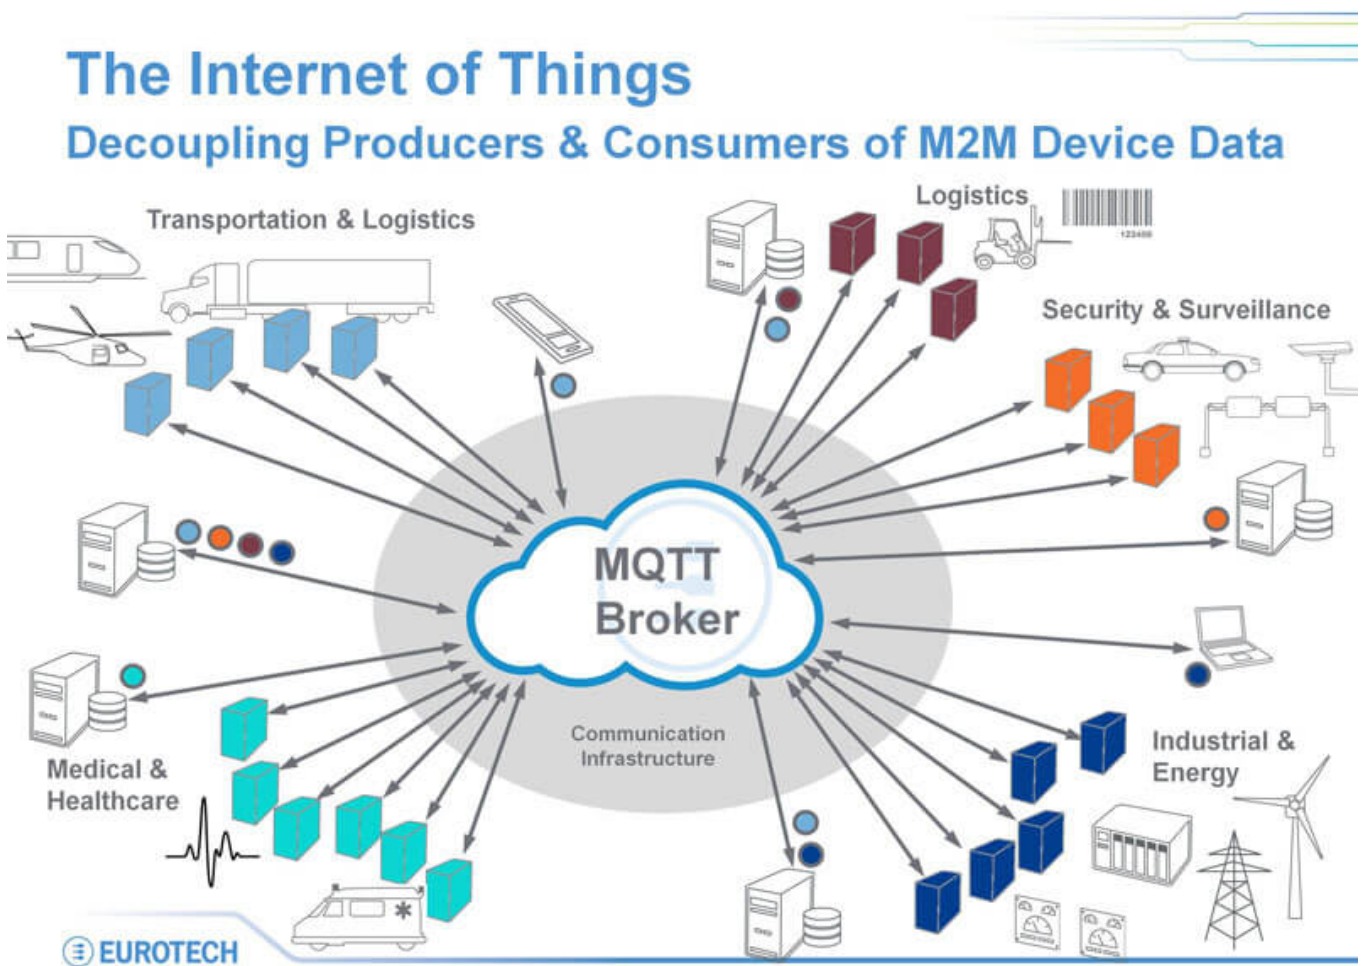 The Internet of Things
Decoupling Producers & Consumers of M2M Device Data
Transportation & Logistics
Logistics
123456
Security & Surveillance
MQTT
Broker
Communication
Infrastructure
Medical &
Healthcare
Industrial &
Energy
EUROTECH